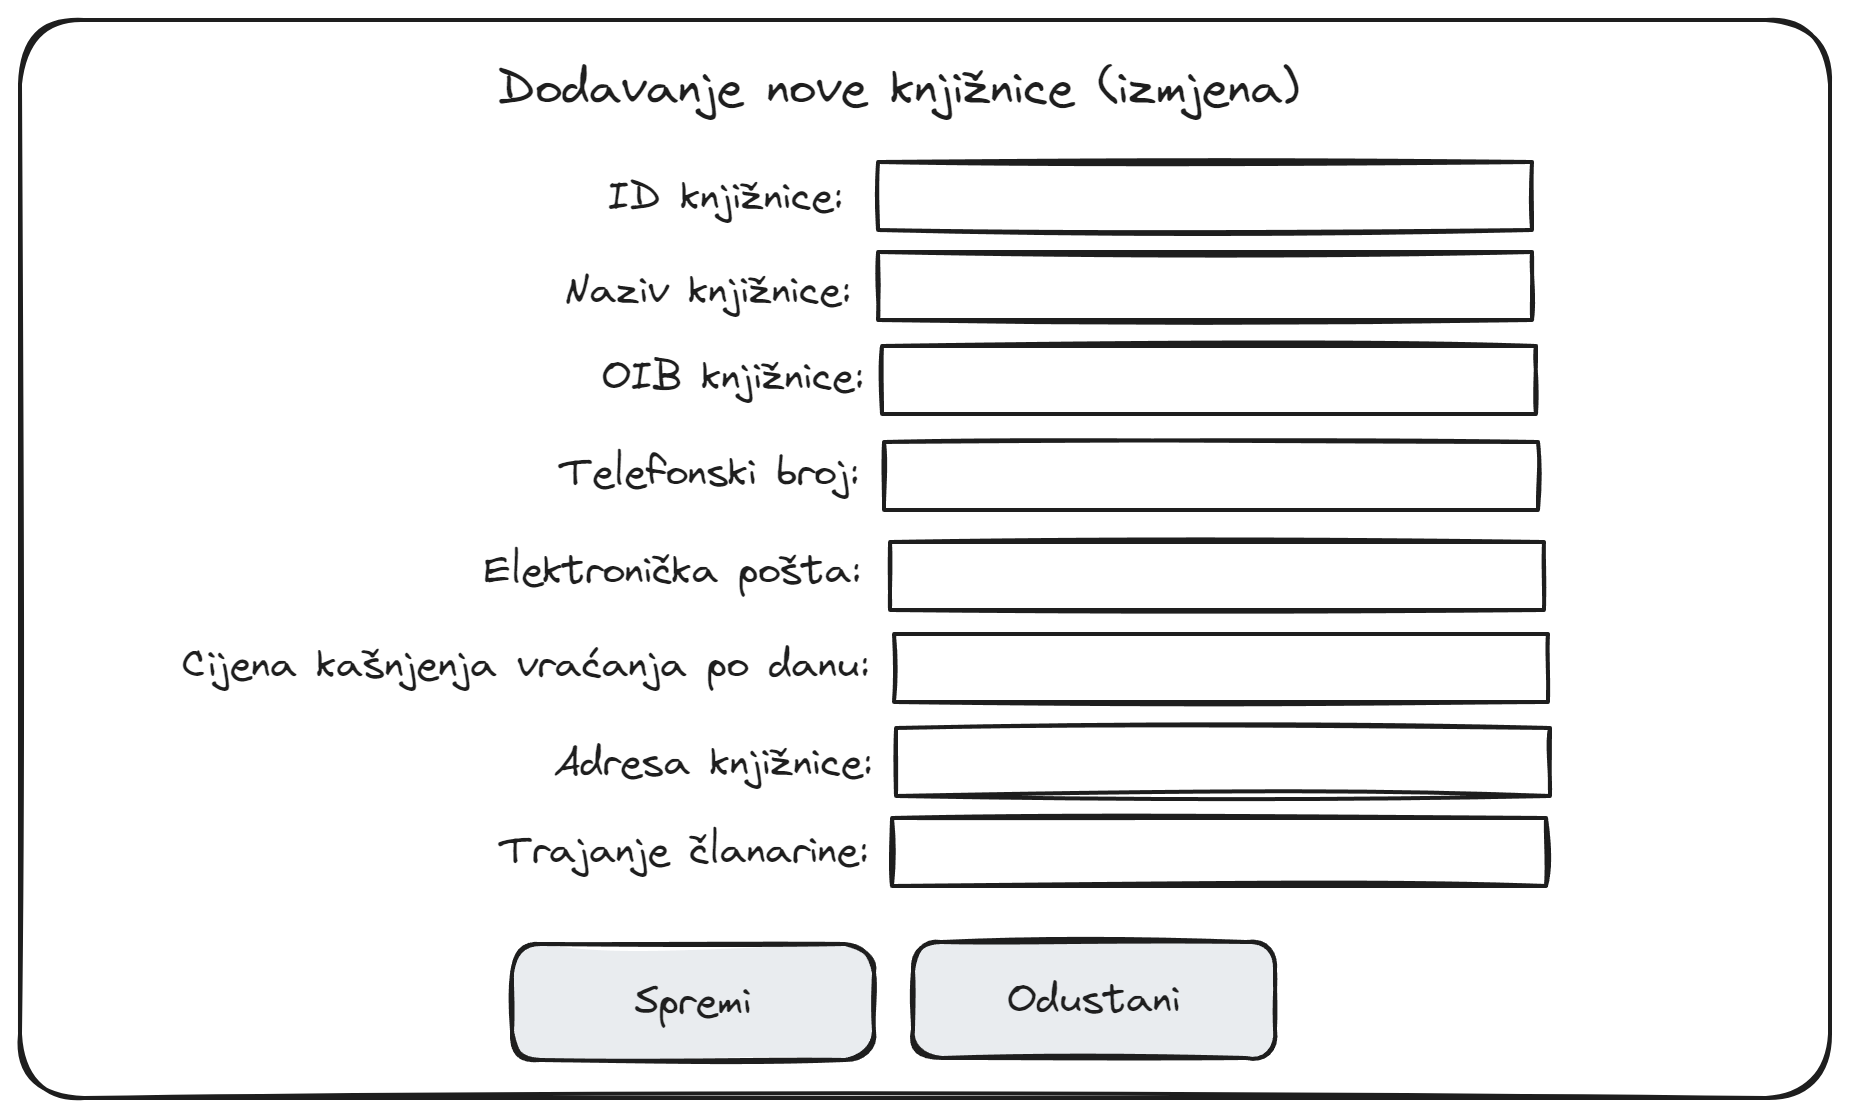 Dodavanje nove knjižnice (izmjena)
ID knjižnice:
Naziv knjižnice:
OIB knjižnice:
Telefonski broj:
Elektronička pošta:
Cijena kašnjenja vraćanja po danu:
Adresa knjižnice:
Trajanje članarine:
Spremi
Odustani